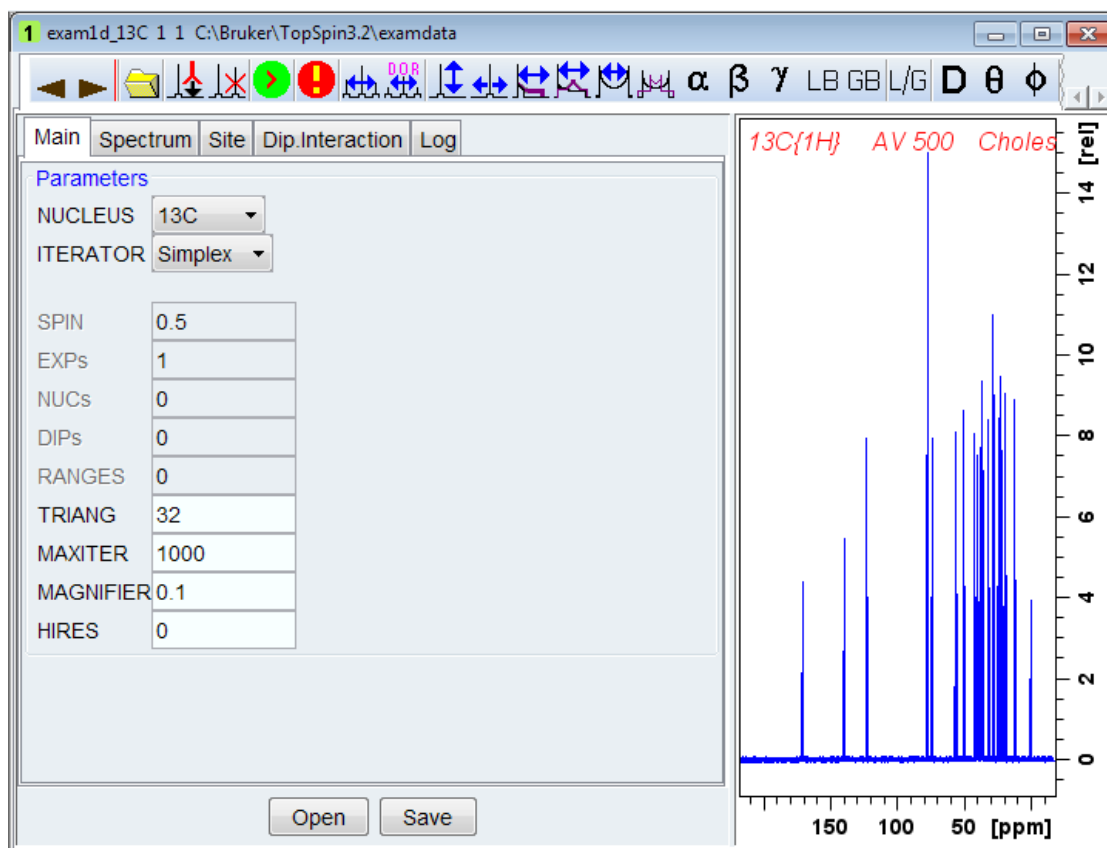 1 exam1d_13C 1 1 C:\Bruker\TopSpin3.2\examdata
DOR α β γ LB GB L/G D θ ϕ
Main Spectrum Site Dip.Interaction Log
Parameters
NUCLEUS 13C
ITERATOR Simplex
SPIN 0.5
EXPs 1
NUCs 0
DIPs 0
RANGES 0
TRIANG 32
MAXITER 1000
MAGNIFIER 0.1
HIRES 0
Open Save
13C{1H} AV 500 Choles
[rel]
14
12
10
8
6
4
2
0
150 100 50 [ppm]